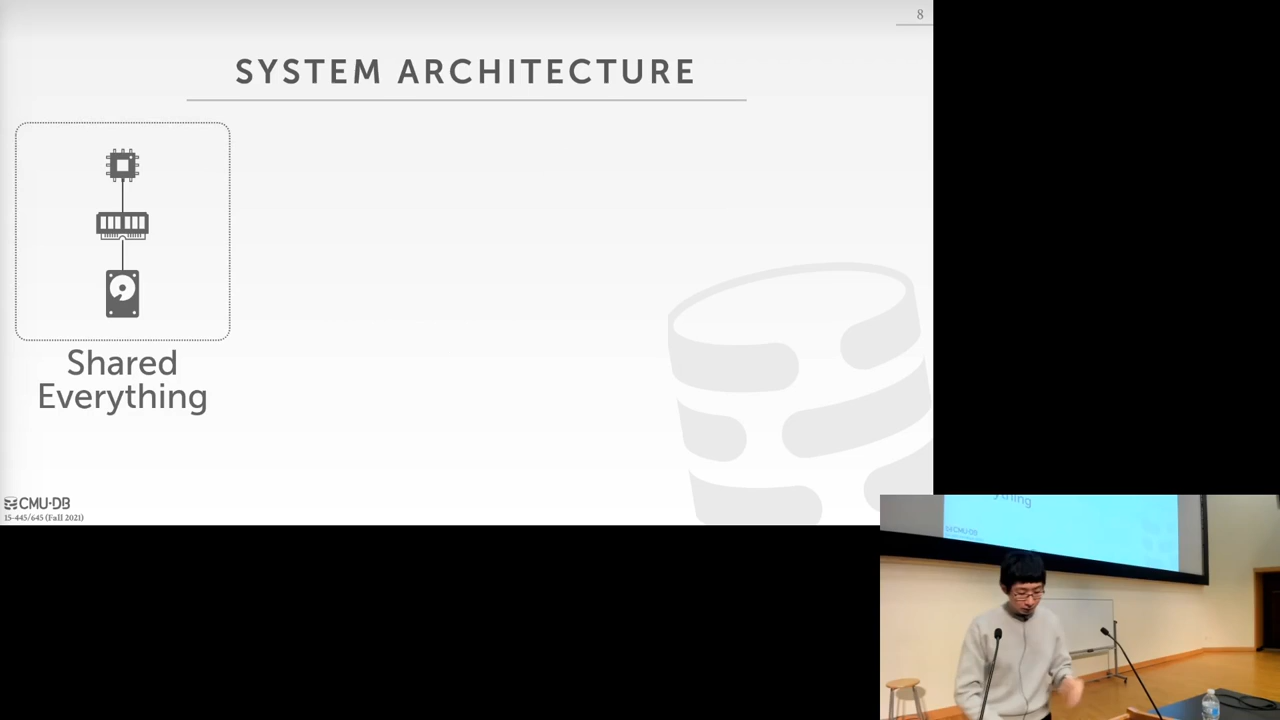 8
SYSTEM ARCHITECTURE
Shared
Everything
CMU·DB
15-445/645 (Fall 2021)